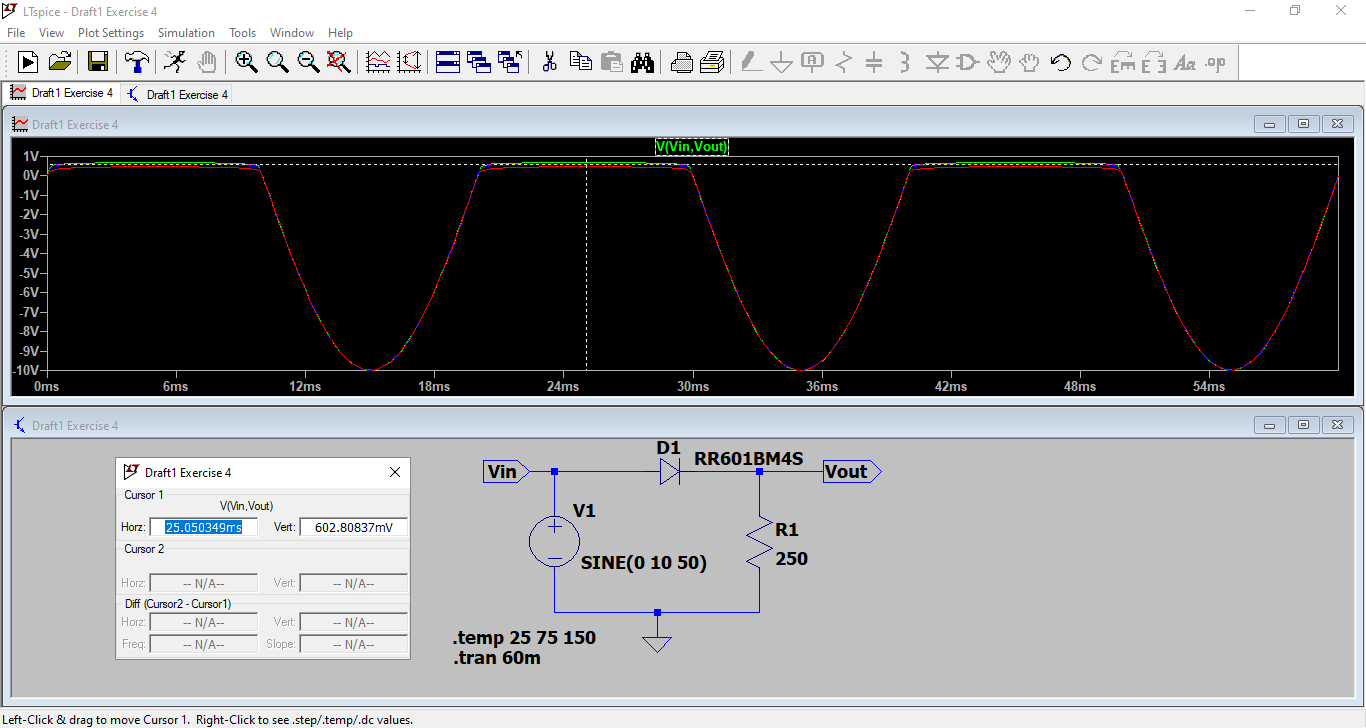 LTspice - Draft1 Exercise 4
File View Plot Settings Simulation Tools Window Help
Draft1 Exercise 4 Draft1 Exercise 4
Draft1 Exercise 4
V(Vin,Vout)
1V
0V
-1V
-2V
-3V
-4V
-5V
-6V
-7V
-8V
-9V
-10V
0ms 6ms 12ms 18ms 24ms 30ms 36ms 42ms 48ms 54ms
Draft1 Exercise 4
D1
RR601BM4S
Vin
Vout
V1
SINE(0 10 50)
R1
250
.temp 25 75 150
.tran 60m
Draft1 Exercise 4
Cursor 1
V(Vin,Vout)
Horz: 25.050349ms Vert: 602.80837mV
Cursor 2
Horz: -- N/A-- Vert: -- N/A--
Diff (Cursor2 - Cursor1)
Horz: -- N/A-- Vert: -- N/A--
Freq: -- N/A-- Slope: -- N/A--
Left-Click & drag to move Cursor 1. Right-Click to see .step/.temp/.dc values.